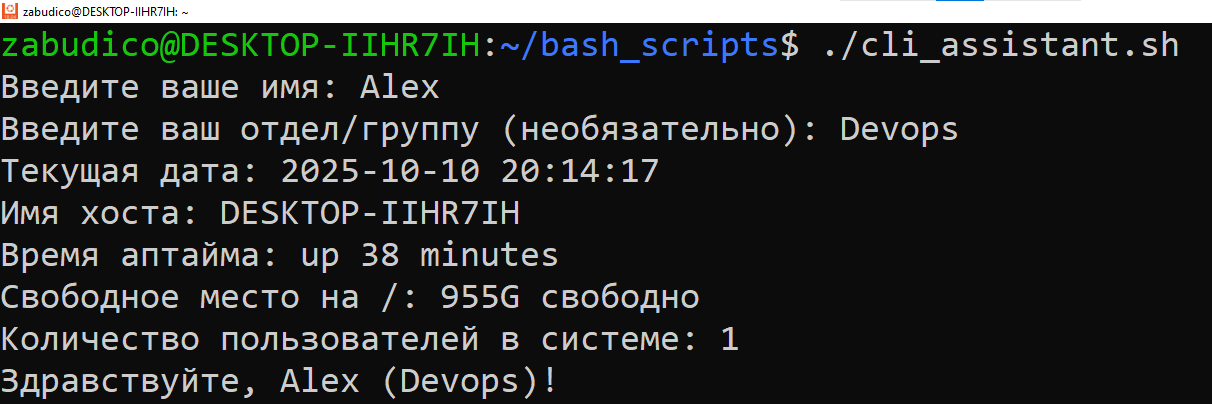 zabudico@DESKTOP-IIHR7IH: ~
zabudico@DESKTOP-IIHR7IH:~/bash_scripts$ ./cli_assistant.sh
Введите ваше имя: Alex
Введите ваш отдел/группу (необязательно): Devops
Текущая дата: 2025-10-10 20:14:17
Имя хоста: DESKTOP-IIHR7IH
Время аптайма: up 38 minutes
Свободное место на /: 955G свободно
Количество пользователей в системе: 1
Здравствуйте, Alex (Devops)!